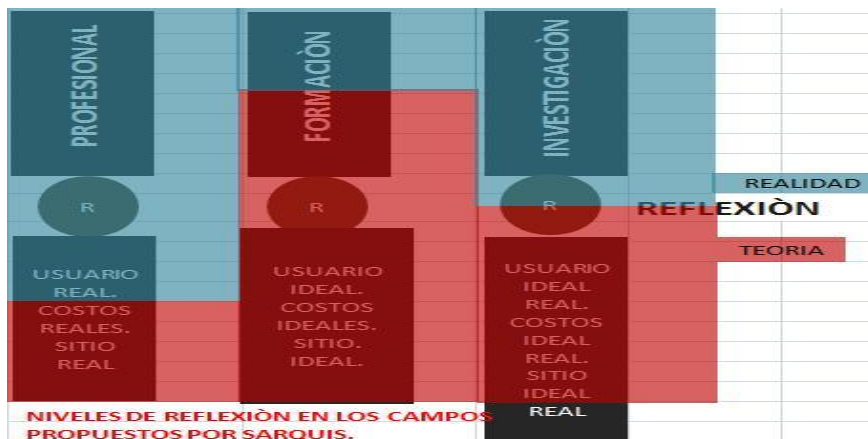 PROFESIONAL
FORMACIÒN
INVESTIGACIÒN
R
R
R
REALIDAD
REFLEXIÒN
TEORIA
USUARIO
REAL.
COSTOS
REALES.
SITIO
REAL
USUARIO
IDEAL.
COSTOS
IDEALES.
SITIO.
IDEAL.
USUARIO
IDEAL
REAL.
COSTOS
IDEAL
REAL.
SITIO
IDEAL
REAL
NIVELES DE REFLEXIÒN EN LOS CAMPOS
PROPUESTOS POR SARQUIS.